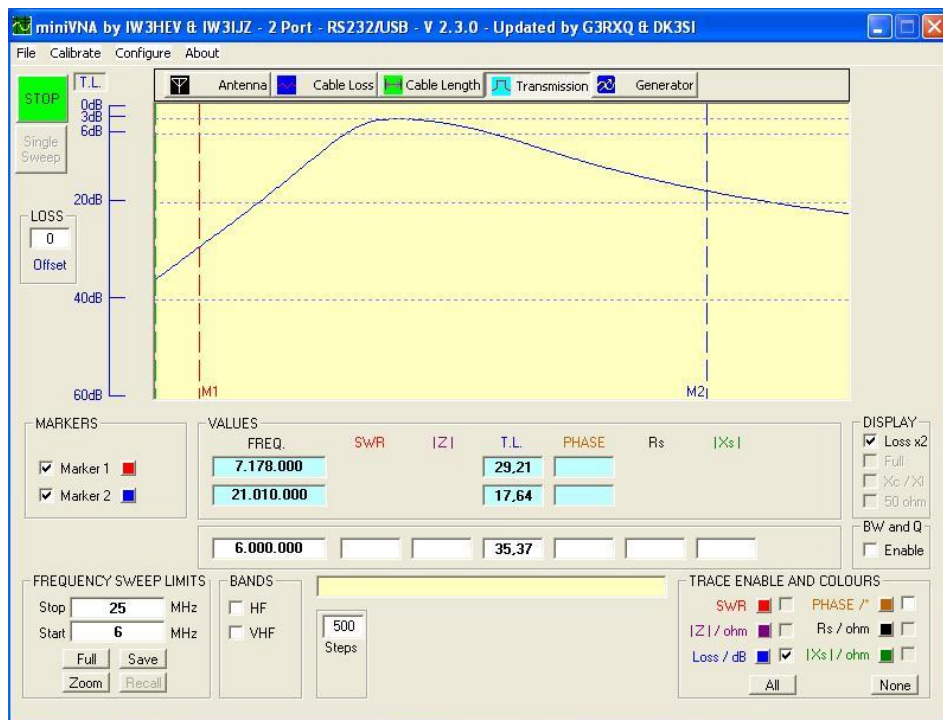 miniVNA by IW3HEV & IW3IJZ - 2 Port - RS232/USB - V 2.3.0 - Updated by G3RXQ & DK3SI
File Calibrate Configure About
STOP
T.L.
Antenna Cable Loss Cable Length Transmission Generator
0dB
3dB
6dB
Single
Sweep
20dB
LOSS
0
Offset
40dB
60dB
M1 M2
MARKERS
Marker 1
Marker 2
VALUES
FREQ. SWR |Z| T.L. PHASE Rs |Xs|
7.178.000 29,21
21.010.000 17,64
6.000.000 35,37
DISPLAY
Loss x2
Full
Xc / Xl
50 ohm
BW and Q
Enable
FREQUENCY SWEEP LIMITS
Stop 25 MHz
Start 6 MHz
Full Save
Zoom Recall
BANDS
HF
VHF
500
Steps
TRACE ENABLE AND COLOURS
SWR PHASE /°
|Z| / ohm Rs / ohm
Loss / dB |Xs| / ohm
All None